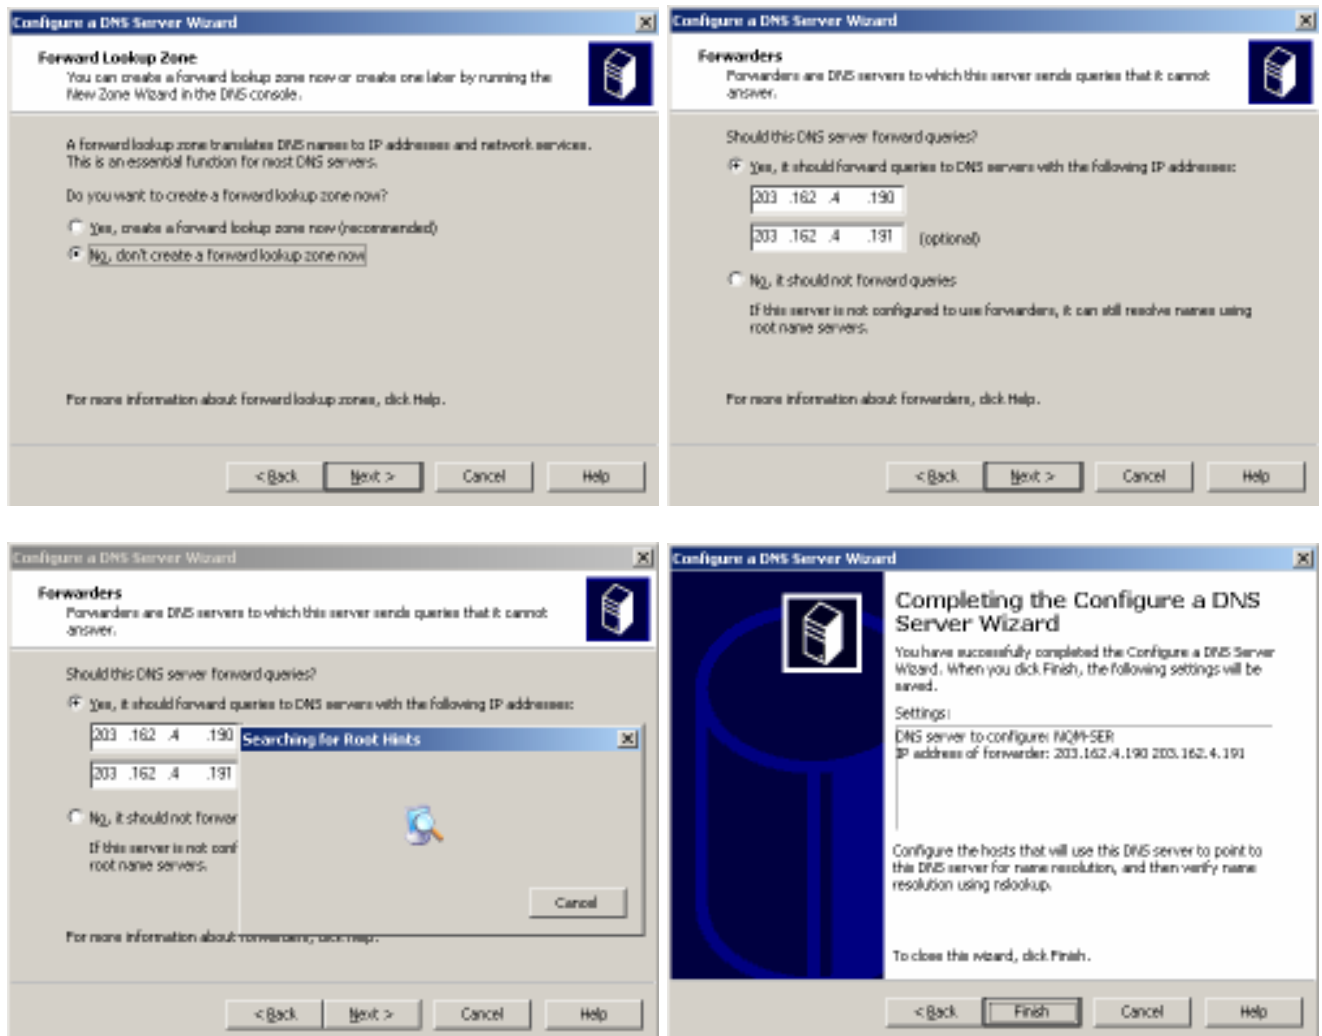 Configure a DNS Server Wizard
Forward Lookup Zone
You can create a forward lookup zone now or create one later by running the
New Zone Wizard in the DNS console.
A forward lookup zone translates DNS names to IP addresses and network services.
This is an essential function for most DNS servers.
Do you want to create a forward lookup zone now?
Yes, create a forward lookup zone now (recommended)
No, don't create a forward lookup zone now
For more information about forward lookup zones, click Help.
< Back Next > Cancel Help
Configure a DNS Server Wizard
Forwarders
Forwarders are DNS servers to which this server sends queries that it cannot
answer.
Should this DNS server forward queries?
Yes, it should forward queries to DNS servers with the following IP addresses:
203 .162 .4 .190
203 .162 .4 .191 (optional)
No, it should not forward queries
If this server is not configured to use forwarders, it can still resolve names using
root name servers.
For more information about forwarders, click Help.
< Back Next > Cancel Help
Configure a DNS Server Wizard
Forwarders
Forwarders are DNS servers to which this server sends queries that it cannot
answer.
Should this DNS server forward queries?
Yes, it should forward queries to DNS servers with the following IP addresses:
203 .162 .4 .190
Searching for Root Hints
203 .162 .4 .191
No, it should not forwar
If this server is not conf
root name servers.
Cancel
For more information about forwarders, click Help.
< Back Next > Cancel Help
Configure a DNS Server Wizard
Completing the Configure a DNS
Server Wizard
You have successfully completed the Configure a DNS Server
Wizard. When you click Finish, the following settings will be
saved.
Settings:
DNS server to configure: NQM-SER
IP address of forwarder: 203.162.4.190 203.162.4.191
Configure the hosts that will use this DNS server to point to
this DNS server for name resolution, and then verify name
resolution using nslookup.
To close this wizard, click Finish.
< Back Finish Cancel Help